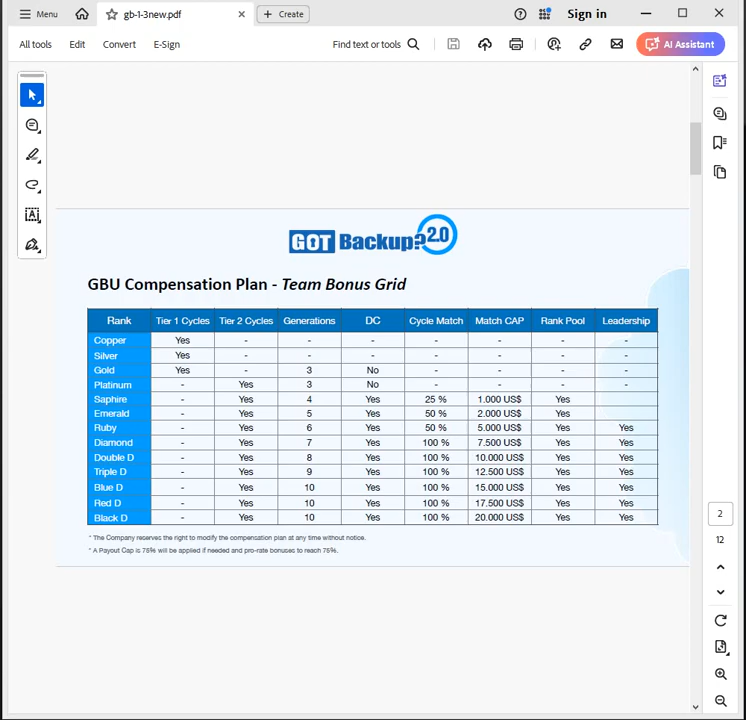 Menu gb-1-3new.pdf Create Sign in
All tools Edit Convert E-Sign Find text or tools AI Assistant
GOT Backup? 2.0
GBU Compensation Plan - Team Bonus Grid
Rank Tier 1 Cycles Tier 2 Cycles Generations DC Cycle Match Match CAP Rank Pool Leadership
Copper Yes - - - - - - -
Silver Yes - - - - - - -
Gold Yes - 3 No - - - -
Platinum - Yes 3 No - - - -
Saphire - Yes 4 Yes 25 % 1.000 US$ Yes
Emerald - Yes 5 Yes 50 % 2.000 US$ Yes
Ruby - Yes 6 Yes 50 % 5.000 US$ Yes Yes
Diamond - Yes 7 Yes 100 % 7.500 US$ Yes Yes
Double D - Yes 8 Yes 100 % 10.000 US$ Yes Yes
Triple D - Yes 9 Yes 100 % 12.500 US$ Yes Yes
Blue D - Yes 10 Yes 100 % 15.000 US$ Yes Yes
Red D - Yes 10 Yes 100 % 17.500 US$ Yes Yes
Black D - Yes 10 Yes 100 % 20.000 US$ Yes Yes
* The Company reserves the right to modify the compensation plan at any time without notice.
* A Payout Cap is 75% will be applied if needed and pro-rate bonuses to reach 75%.
2
12